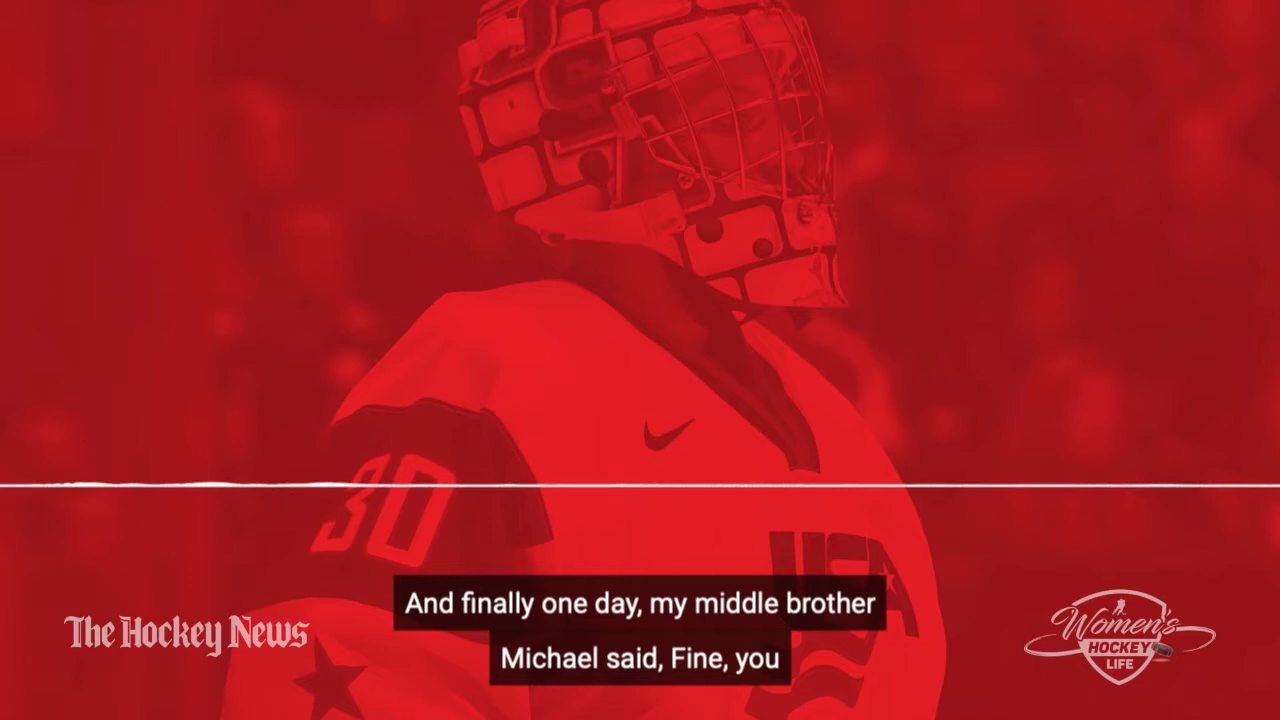 30
USA
And finally one day, my middle brother
Michael said, Fine, you
The Hockey News
Women's
HOCKEY
LIFE